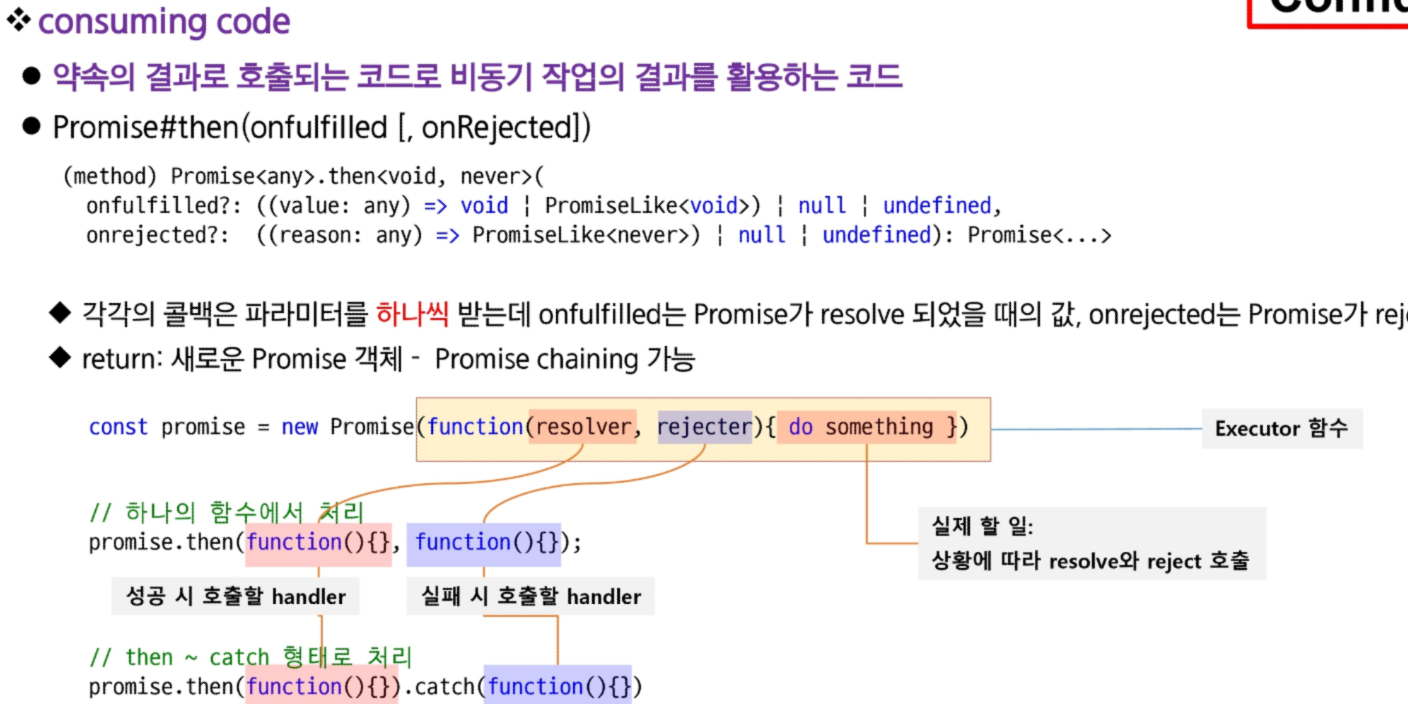 ❖ consuming code
● 약속의 결과로 호출되는 코드로 비동기 작업의 결과를 활용하는 코드
● Promise#then(onfulfilled [, onRejected])
(method) Promise<any>.then<void, never>(
onfulfilled?: ((value: any) => void ¦ PromiseLike<void>) ¦ null ¦ undefined,
onrejected?: ((reason: any) => PromiseLike<never>) ¦ null ¦ undefined): Promise<...>
◆ 각각의 콜백은 파라미터를 하나씩 받는데 onfulfilled는 Promise가 resolve 되었을 때의 값, onrejected는 Promise가
◆ return: 새로운 Promise 객체 - Promise chaining 가능
const promise = new Promise(function(resolver, rejecter){ do something })
Executor 함수
// 하나의 함수에서 처리
promise.then(function(){}, function(){});
실제 할 일:
상황에 따라 resolve와 reject 호출
성공 시 호출할 handler
실패 시 호출할 handler
// then ~ catch 형태로 처리
promise.then(function(){}).catch(function(){})